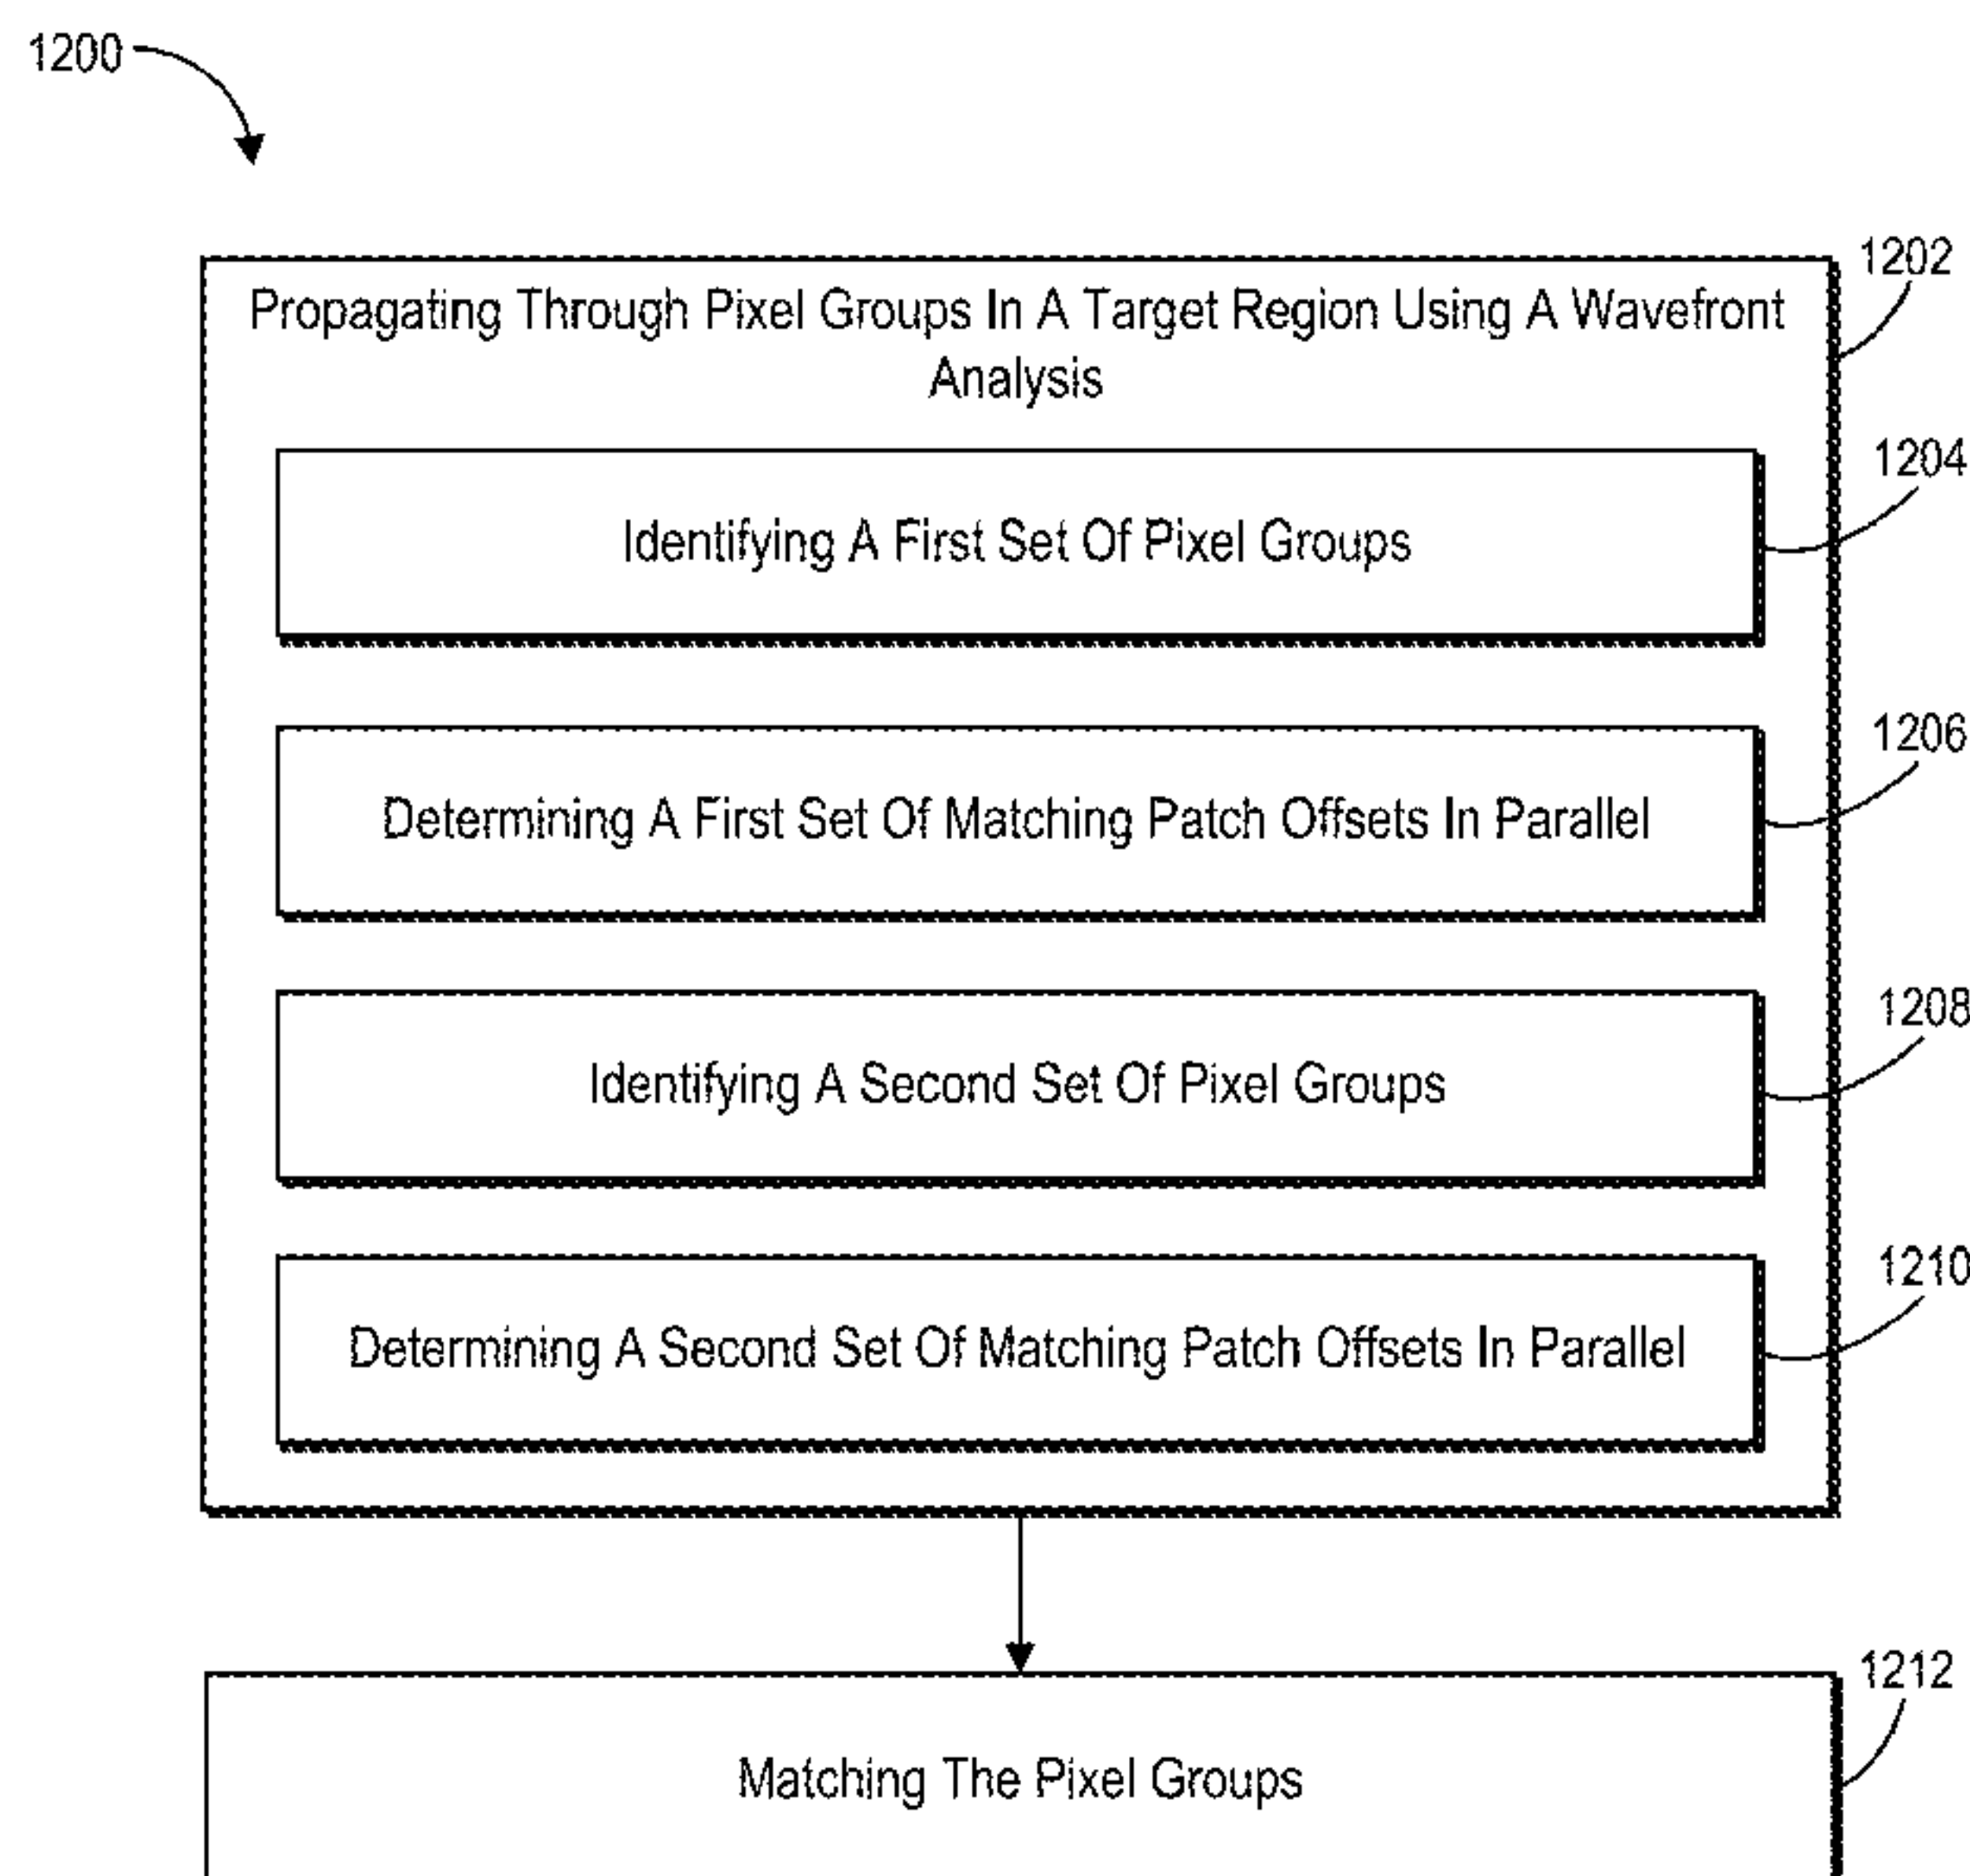 1200
1202
Propagating Through Pixel Groups In A Target Region Using A Wavefront
Analysis
1204
Identifying A First Set Of Pixel Groups
1206
Determining A First Set Of Matching Patch Offsets In Parallel
1208
Identifying A Second Set Of Pixel Groups
1210
Determining A Second Set Of Matching Patch Offsets In Parallel
1212
Matching The Pixel Groups